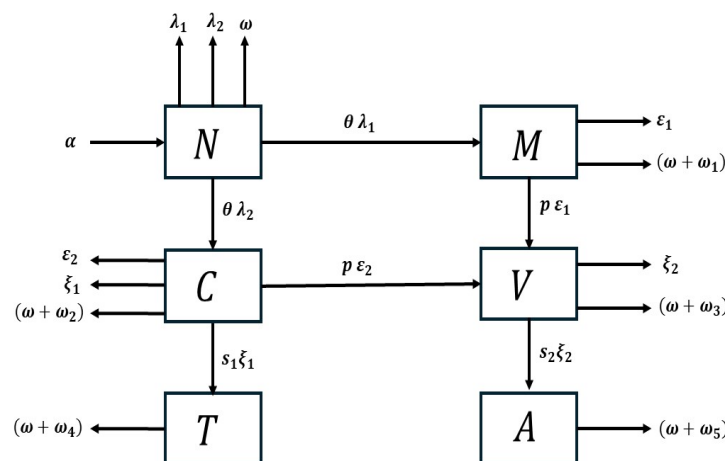 λ₁ λ₂ ω
α N θ λ₁ M ε₁
(ω + ω₁)
θ λ₂ p ε₁
ε₂ ξ₂
ξ₁ C p ε₂ V
(ω + ω₂) (ω + ω₃)
s₁ξ₁ s₂ξ₂
(ω + ω₄) T A (ω + ω₅)